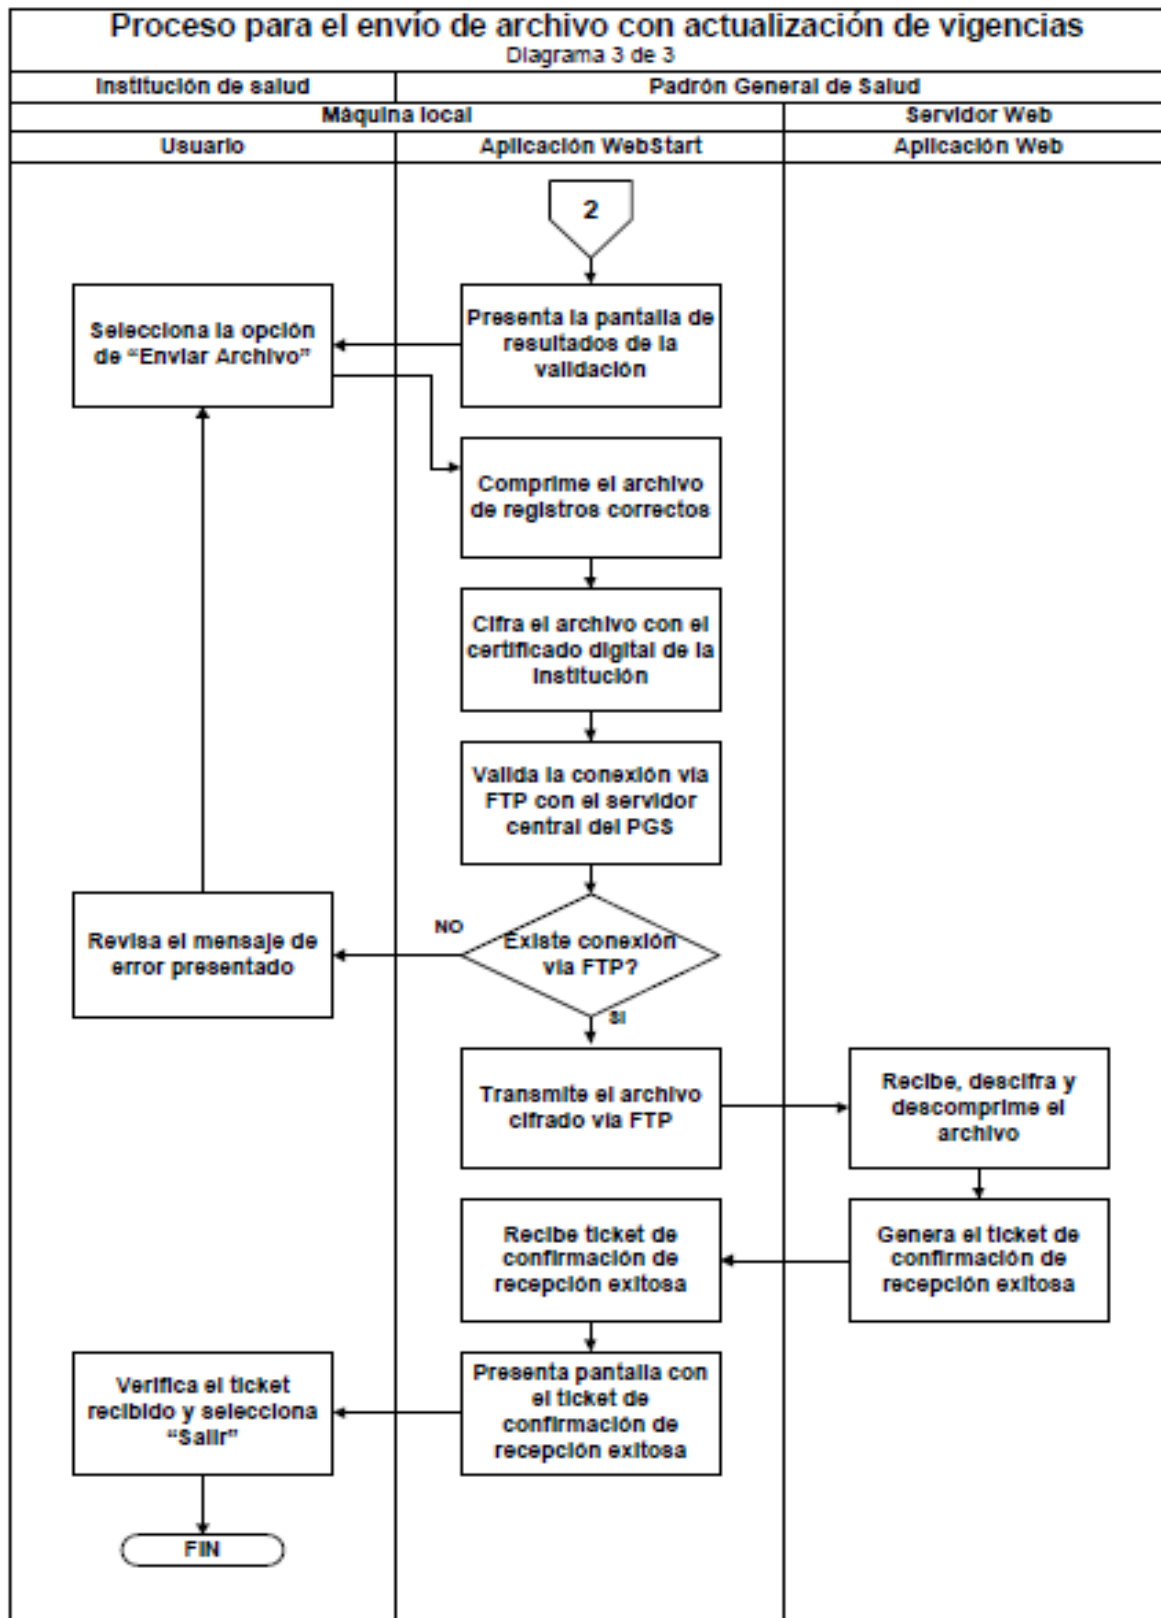 Proceso para el envío de archivo con actualización de vigencias
Diagrama 3 de 3
Institución de salud
Padrón General de Salud
Máquina local
Servidor Web
Usuario
Aplicación WebStart
Aplicación Web
2
Presenta la pantalla de
resultados de la
validación
Selecciona la opción
de “Enviar Archivo”
Comprime el archivo
de registros correctos
Cifra el archivo con el
certificado digital de la
Institución
Valida la conexión via
FTP con el servidor
central del PGS
Existe conexión
via FTP?
NO
Revisa el mensaje de
error presentado
SI
Transmite el archivo
cifrado via FTP
Recibe, descifra y
descomprime el
archivo
Genera el ticket de
confirmación de
recepción exitosa
Recibe ticket de
confirmación de
recepción exitosa
Presenta pantalla con
el ticket de
confirmación de
recepción exitosa
Verifica el ticket
recibido y selecciona
“Salir”
FIN